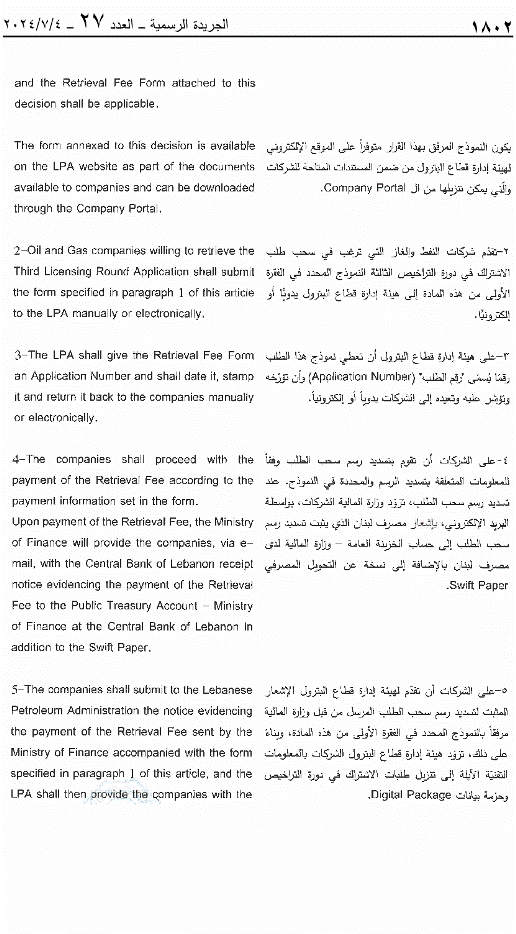 ١٨٠٢
الجريدة الرسمية ـ العدد ٢٧ ـ ٢٠٢٤/٧/٤
and the Retrieval Fee Form attached to this
decision shall be applicable.
The form annexed to this decision is available
on the LPA website as part of the documents
available to companies and can be downloaded
through the Company Portal.
يكون النموذج المرفق بهذا القرار متوفراً على الموقع الإلكتروني
لهيئة إدارة قطاع البترول من ضمن المستندات المتاحة للشركات
والّتي يمكن تنزيلها من ال Company Portal.
2–Oil and Gas companies willing to retrieve the
Third Licensing Round Application shall submit
the form specified in paragraph 1 of this article
to the LPA manually or electronically.
٢–تقدّم شركات النفط والغاز التي ترغب في سحب طلب
الاشتراك في دورة التراخيص الثالثة النموذج المحدد في الفقرة
الأولى من هذه المادة إلى هيئة إدارة قطاع البترول يدويًا أو
إلكترونيًا.
3–The LPA shall give the Retrieval Fee Form
an Application Number and shall date it, stamp
it and return it back to the companies manually
or electronically.
٣–على هيئة إدارة قطاع البترول أن تعطي نموذج هذا الطلب
رقمًا يُسمّى "رقم الطلب" (Application Number) وأن تؤرّخه
وتؤشر عليه وتعيده إلى الشركات يدوياً أو إلكترونياً.
4–The companies shall proceed with the
payment of the Retrieval Fee according to the
payment information set in the form.
Upon payment of the Retrieval Fee, the Ministry
of Finance will provide the companies, via e-
mail, with the Central Bank of Lebanon receipt
notice evidencing the payment of the Retrieval
Fee to the Public Treasury Account – Ministry
of Finance at the Central Bank of Lebanon in
addition to the Swift Paper.
٤-على الشركات أن تقوم بتسديد رسم سحب الطلب وفقاً
للمعلومات المتعلقة بتسديد الرسم والمحددة في النموذج. عند
تسديد رسم سحب الطلب، تزوّد وزارة المالية الشركات، بواسطة
البريد الإلكتروني، بإشعار مصرف لبنان الذي يثبت تسديد رسم
سحب الطلب إلى حساب الخزينة العامة – وزارة المالية لدى
مصرف لبنان بالإضافة إلى نسخة عن التحويل المصرفي
Swift Paper.
5–The companies shall submit to the Lebanese
Petroleum Administration the notice evidencing
the payment of the Retrieval Fee sent by the
Ministry of Finance accompanied with the form
specified in paragraph 1 of this article, and the
LPA shall then provide the companies with the
٥–على الشركات أن تقدّم لهيئة إدارة قطاع البترول الإشعار
المثبت لتسديد رسم سحب الطلب المرسل من قبل وزارة المالية
مرفقاً بالنموذج المحدد في الفقرة الأولى من هذه المادة، وبناءً
على ذلك، تزوّد هيئة إدارة قطاع البترول الشركات بالمعلومات
التقنيّة الآيلة إلى تنزيل طلبات الاشتراك في دورة التراخيص
وحزمة بيانات Digital Package.